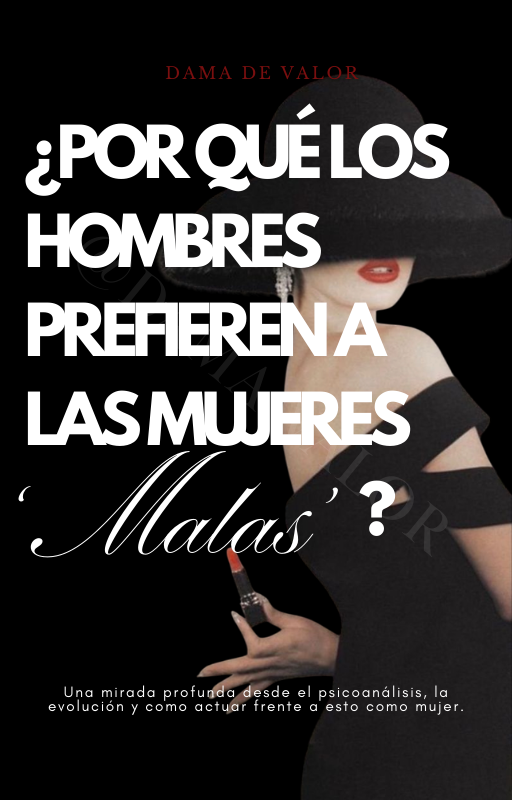 DAMA DE VALOR
¿POR QUÉ LOS
HOMBRES
PREFIEREN A
LAS MUJERES
‘Malas’ ?
Una mirada profunda desde el psicoanálisis, la
evolución y como actuar frente a esto como mujer.